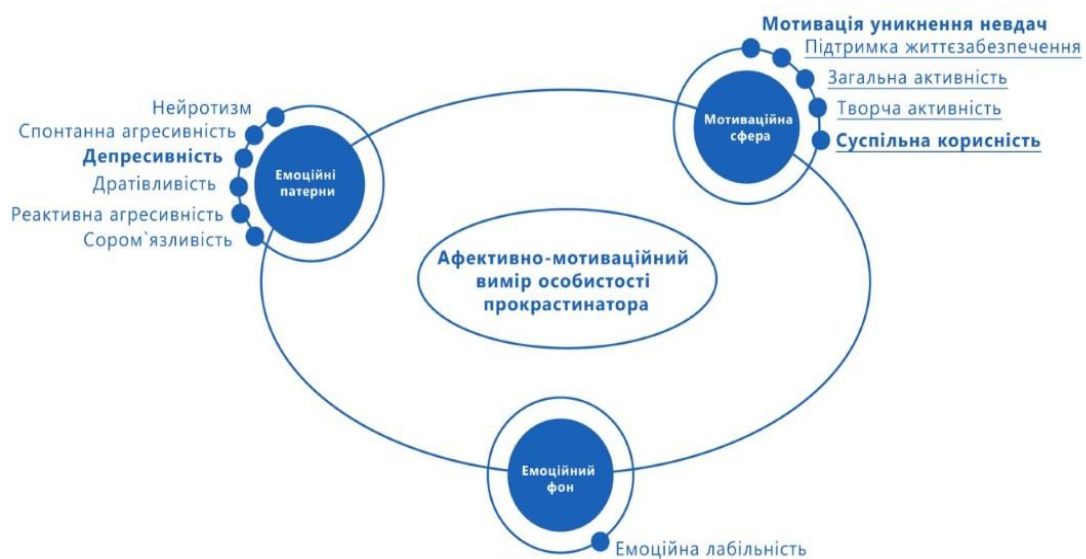 Мотивація уникнення невдач
Підтримка життєзабезпечення
Загальна активність
Творча активність
Суспільна корисність
Мотиваційна
сфера
Нейротизм
Спонтанна агресивність
Депресивність
Дратівливість
Реактивна агресивність
Сором`язливість
Емоційні
патерни
Афективно-мотиваційний
вимір особистості
прокрастинатора
Емоційний
фон
Емоційна лабільність